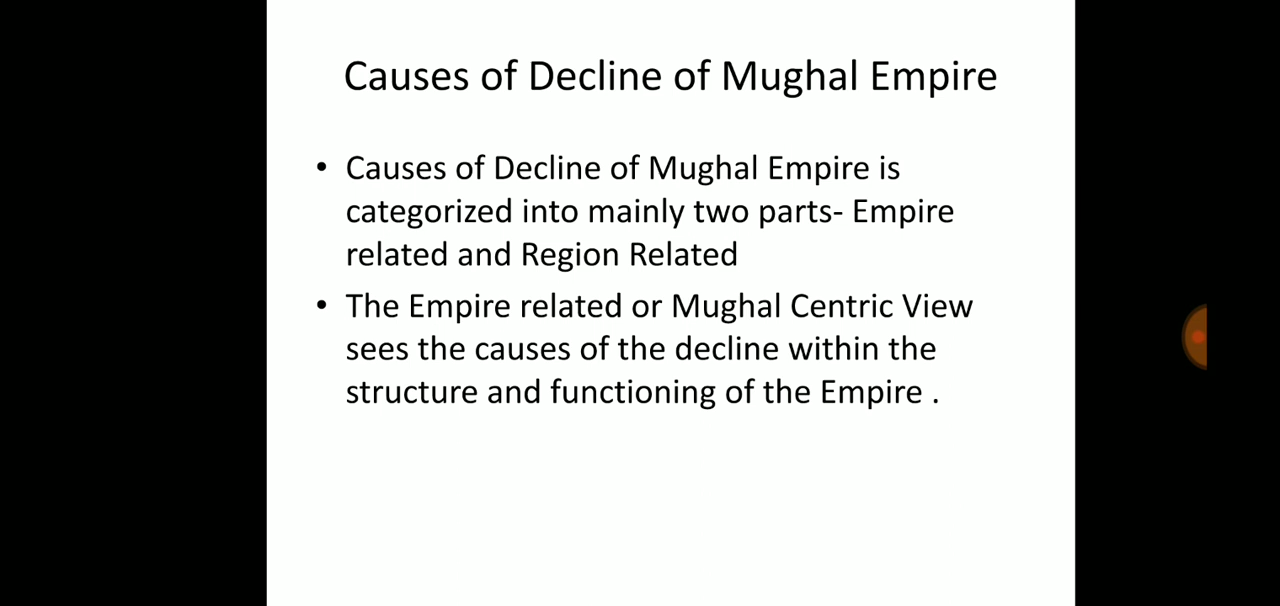 Causes of Decline of Mughal Empire
• Causes of Decline of Mughal Empire is
categorized into mainly two parts- Empire
related and Region Related
• The Empire related or Mughal Centric View
sees the causes of the decline within the
structure and functioning of the Empire .